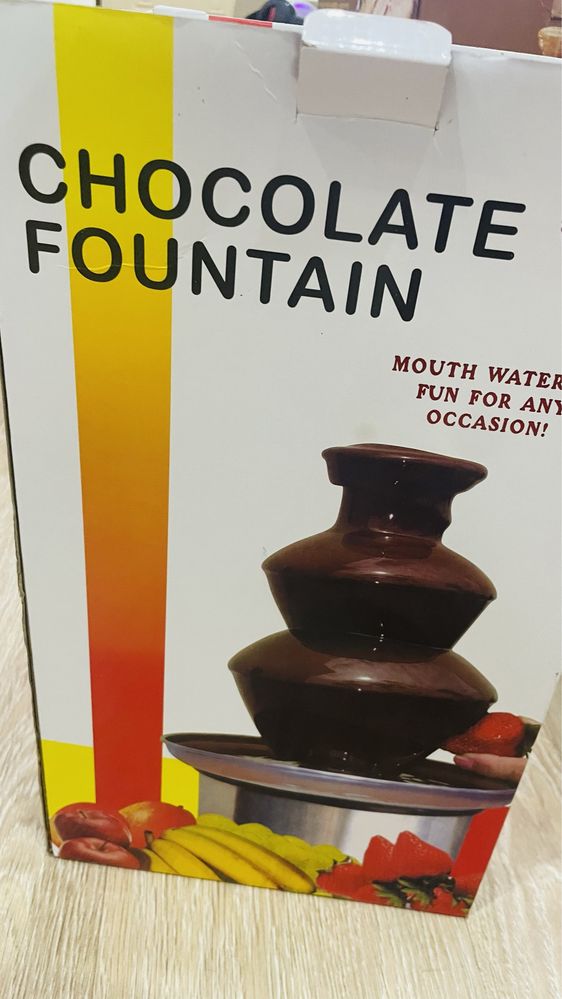 CHOCOLATE
FOUNTAIN
MOUTH WATER
FUN FOR ANY
OCCASION!